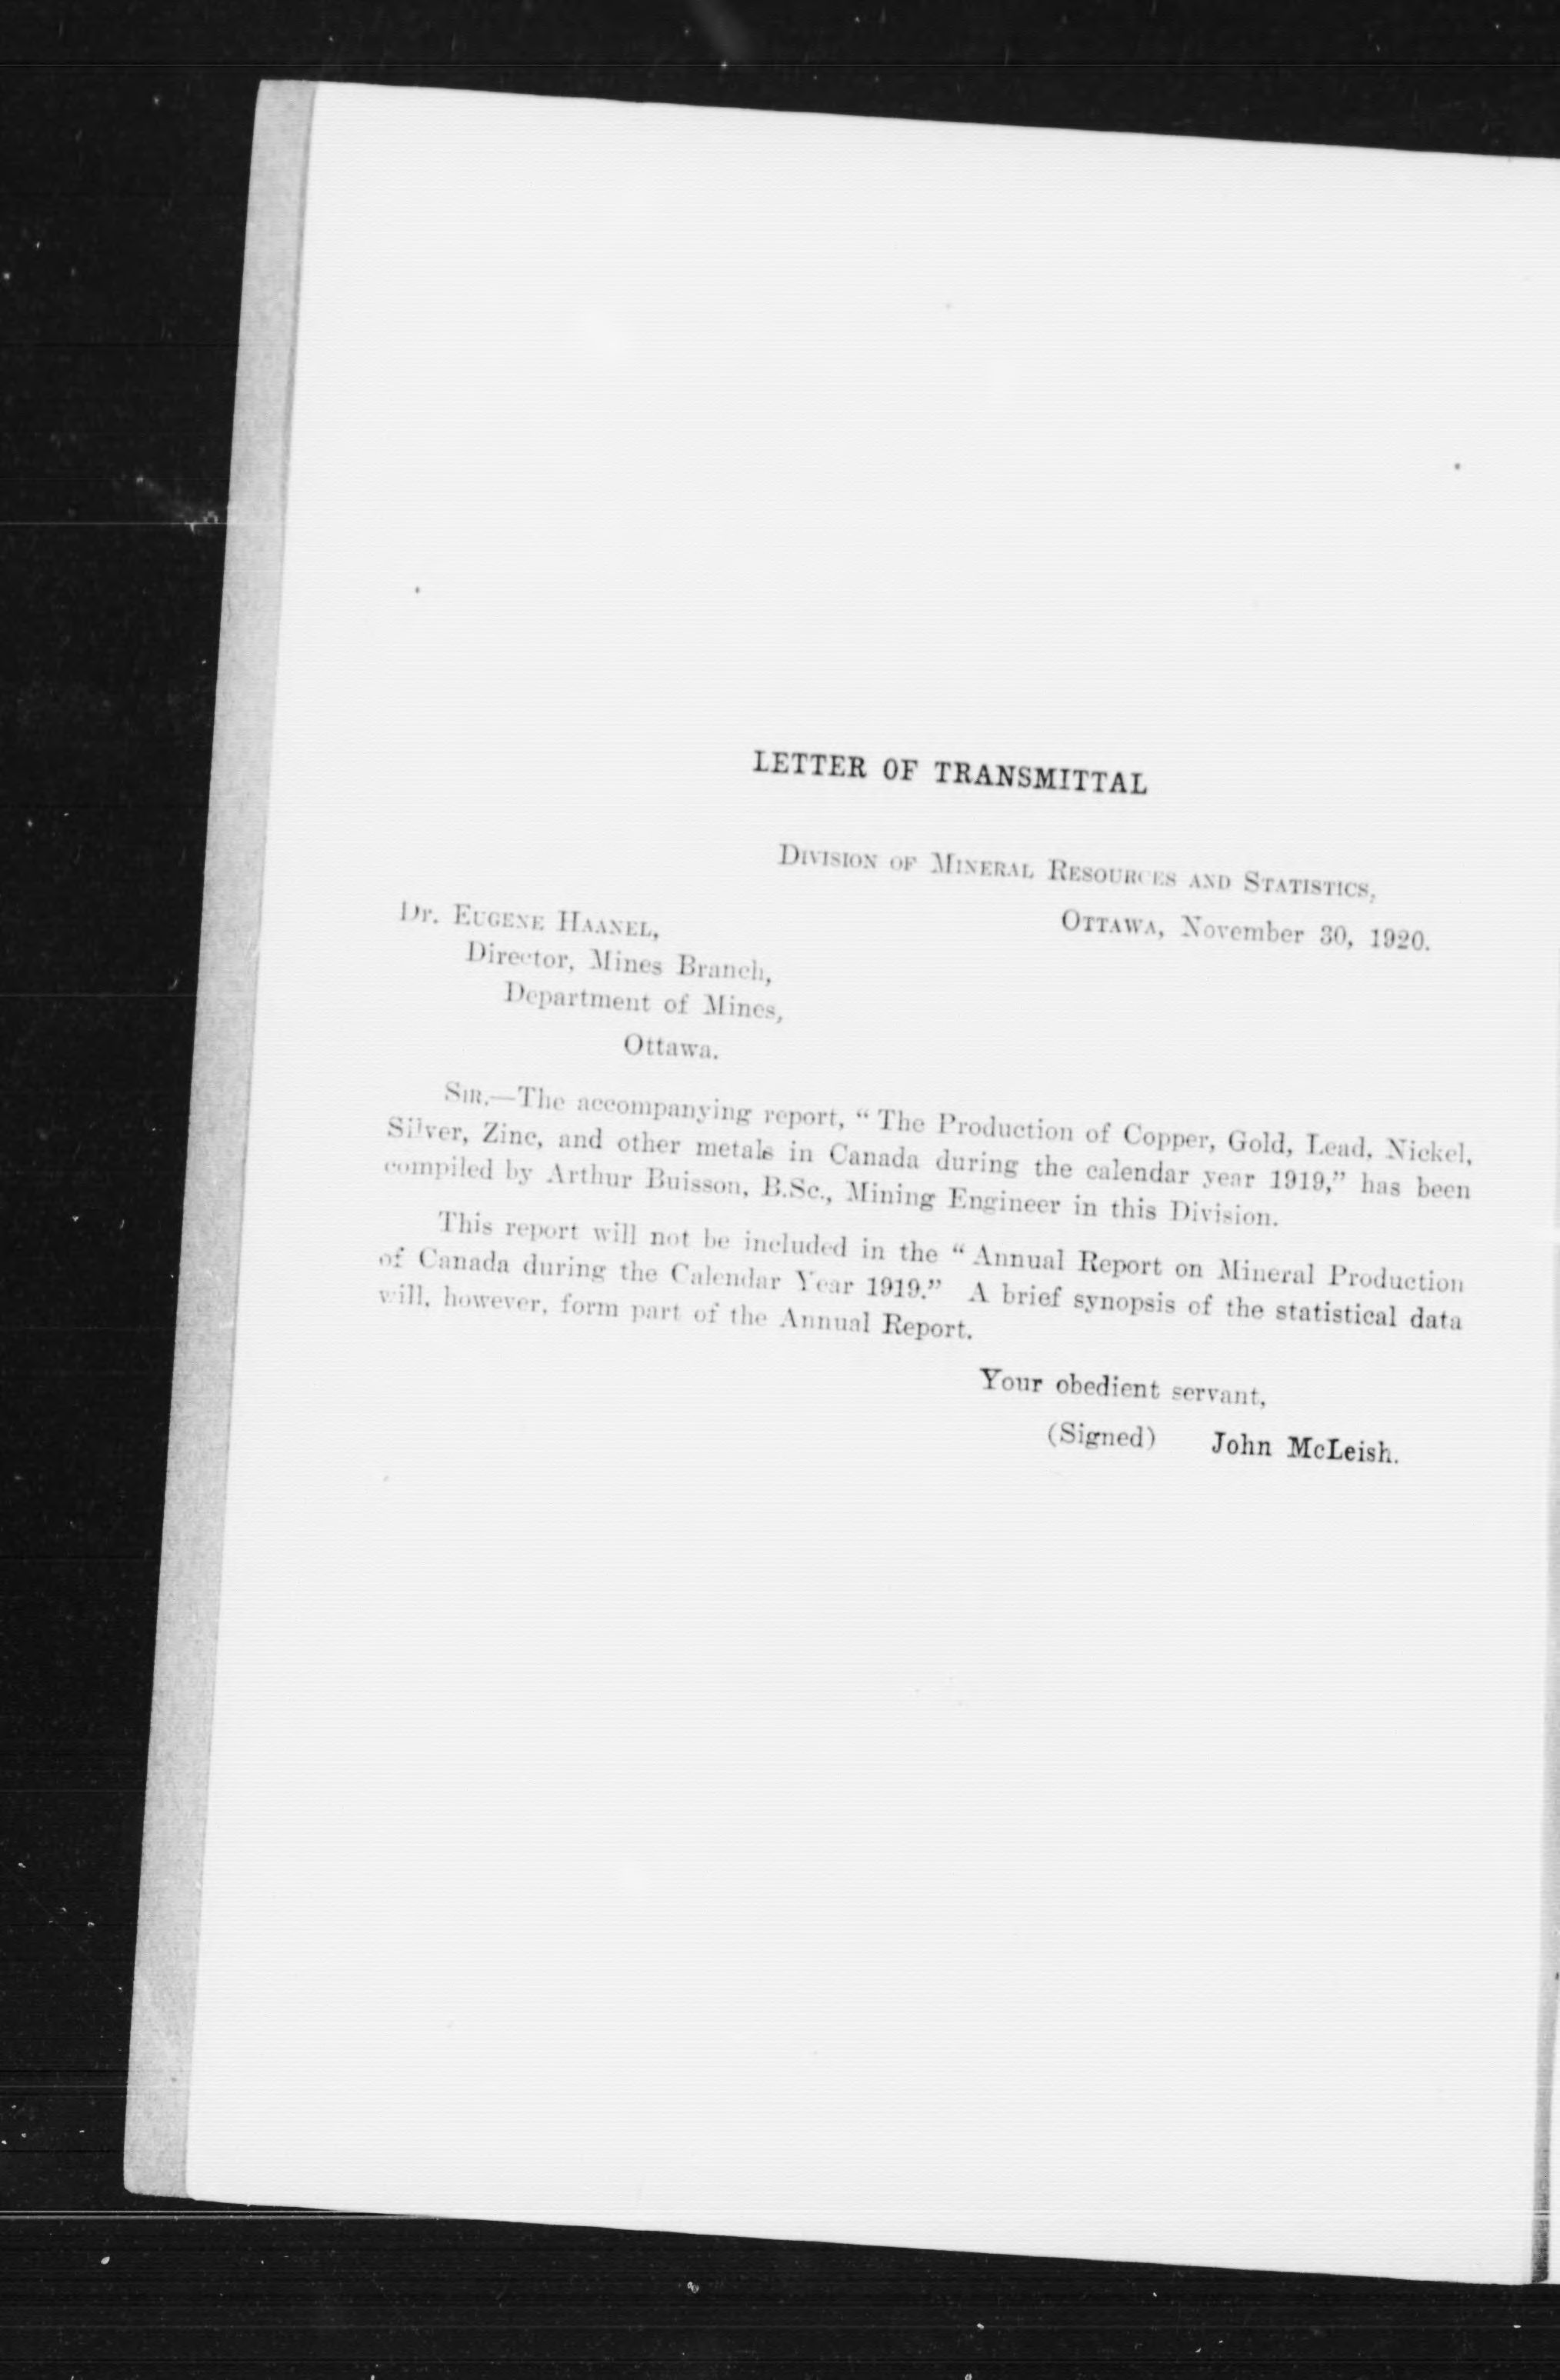 LETTER OF TRANSMITTAL
DIVISION OF MINERAL RESOURCES AND STATISTICS,
OTTAWA, November 30, 1920.
Dr. EUGENE HAANEL,
Director, Mines Branch,
Department of Mines,
Ottawa.
SIR,—The accompanying report, “ The Production of Copper, Gold, Lead, Nickel,
Silver, Zinc, and other metals in Canada during the calendar year 1919,” has been
compiled by Arthur Buisson, B.Sc., Mining Engineer in this Division.
This report will not be included in the “ Annual Report on Mineral Production
of Canada during the Calendar Year 1919.” A brief synopsis of the statistical data
will, however, form part of the Annual Report.
Your obedient servant,
(Signed) John McLeish.